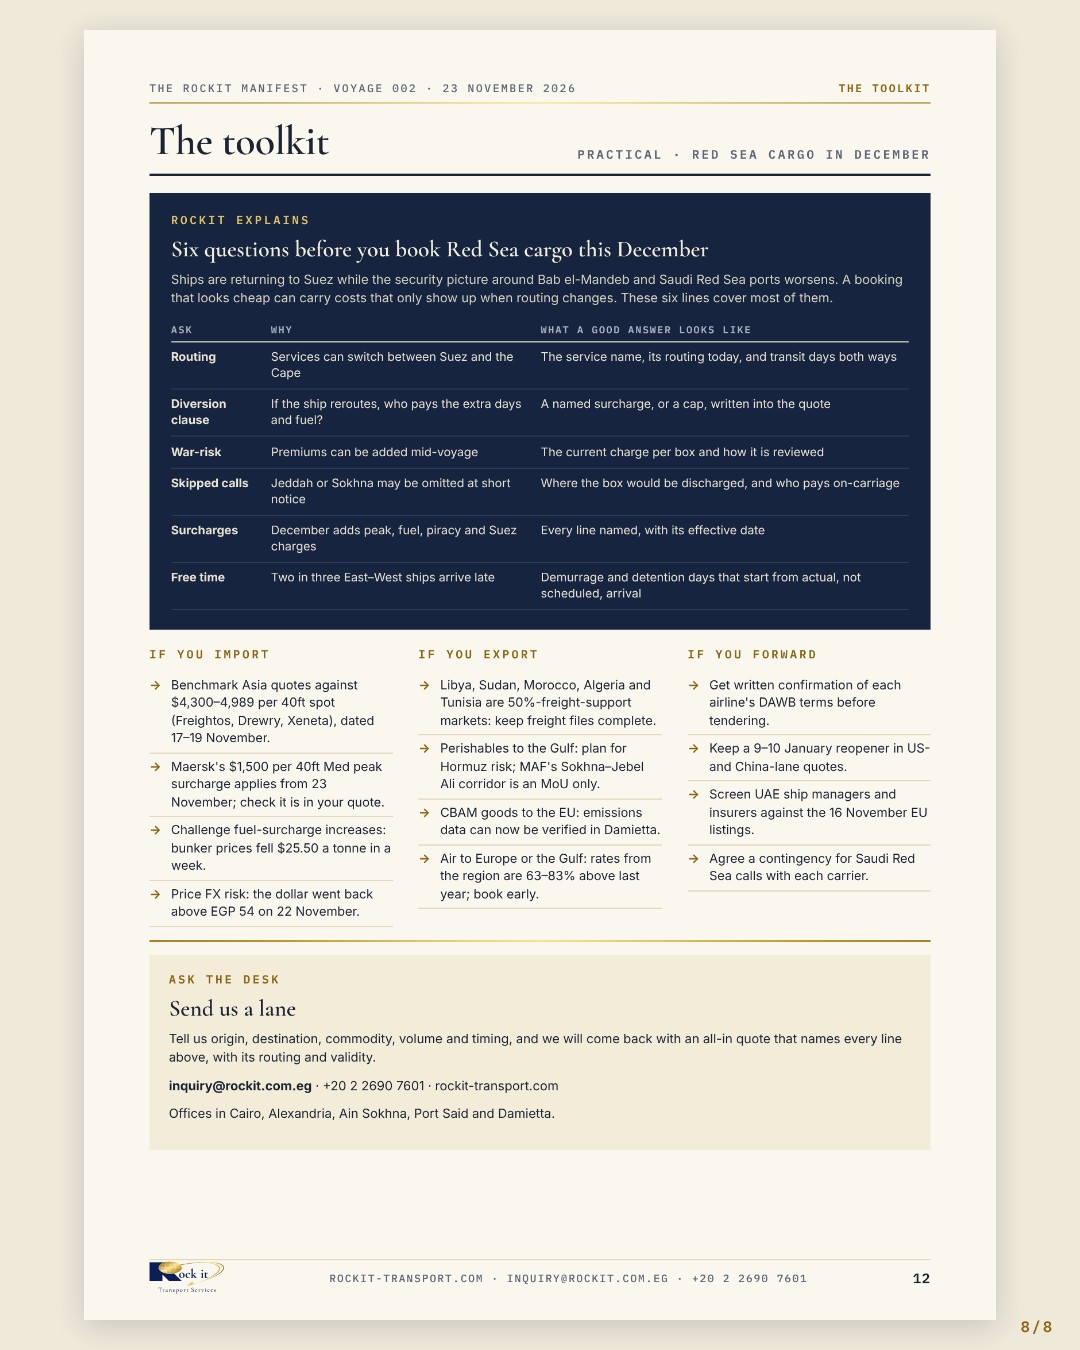 THE ROCKIT MANIFEST · VOYAGE 002 · 23 NOVEMBER 2026
THE TOOLKIT
The toolkit
PRACTICAL · RED SEA CARGO IN DECEMBER
ROCKIT EXPLAINS
Six questions before you book Red Sea cargo this December
Ships are returning to Suez while the security picture around Bab el-Mandeb and Saudi Red Sea ports worsens. A booking
that looks cheap can carry costs that only show up when routing changes. These six lines cover most of them.
ASK WHY WHAT A GOOD ANSWER LOOKS LIKE
Routing
Services can switch between Suez and the
Cape
The service name, its routing today, and transit days both ways
Diversion
clause
If the ship reroutes, who pays the extra days
and fuel?
A named surcharge, or a cap, written into the quote
War-risk
Premiums can be added mid-voyage
The current charge per box and how it is reviewed
Skipped calls
Jeddah or Sokhna may be omitted at short
notice
Where the box would be discharged, and who pays on-carriage
Surcharges
December adds peak, fuel, piracy and Suez
charges
Every line named, with its effective date
Free time
Two in three East–West ships arrive late
Demurrage and detention days that start from actual, not
scheduled, arrival
IF YOU IMPORT
→ Benchmark Asia quotes against
$4,300–4,989 per 40ft spot
(Freightos, Drewry, Xeneta), dated
17–19 November.
→ Maersk's $1,500 per 40ft Med peak
surcharge applies from 23
November; check it is in your quote.
→ Challenge fuel-surcharge increases:
bunker prices fell $25.50 a tonne in a
week.
→ Price FX risk: the dollar went back
above EGP 54 on 22 November.
IF YOU EXPORT
→ Libya, Sudan, Morocco, Algeria and
Tunisia are 50%-freight-support
markets: keep freight files complete.
→ Perishables to the Gulf: plan for
Hormuz risk; MAF's Sokhna–Jebel
Ali corridor is an MoU only.
→ CBAM goods to the EU: emissions
data can now be verified in Damietta.
→ Air to Europe or the Gulf: rates from
the region are 63–83% above last
year; book early.
IF YOU FORWARD
→ Get written confirmation of each
airline's DAWB terms before
tendering.
→ Keep a 9–10 January reopener in US-
and China-lane quotes.
→ Screen UAE ship managers and
insurers against the 16 November EU
listings.
→ Agree a contingency for Saudi Red
Sea calls with each carrier.
ASK THE DESK
Send us a lane
Tell us origin, destination, commodity, volume and timing, and we will come back with an all-in quote that names every line
above, with its routing and validity.
inquiry@rockit.com.eg · +20 2 2690 7601 · rockit-transport.com
Offices in Cairo, Alexandria, Ain Sokhna, Port Said and Damietta.
Rock it
Transport Services
ROCKIT-TRANSPORT.COM · INQUIRY@ROCKIT.COM.EG · +20 2 2690 7601
12
8/8